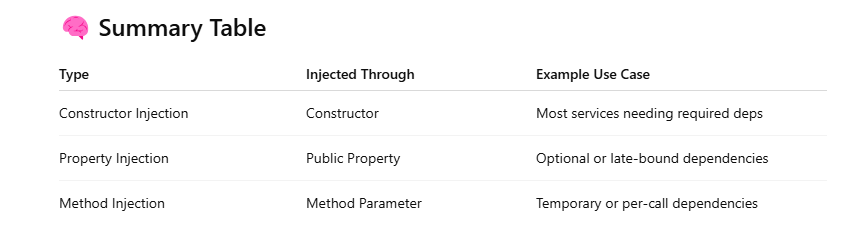 🧠 Summary Table
Type Injected Through Example Use Case
Constructor Injection Constructor Most services needing required deps
Property Injection Public Property Optional or late-bound dependencies
Method Injection Method Parameter Temporary or per-call dependencies